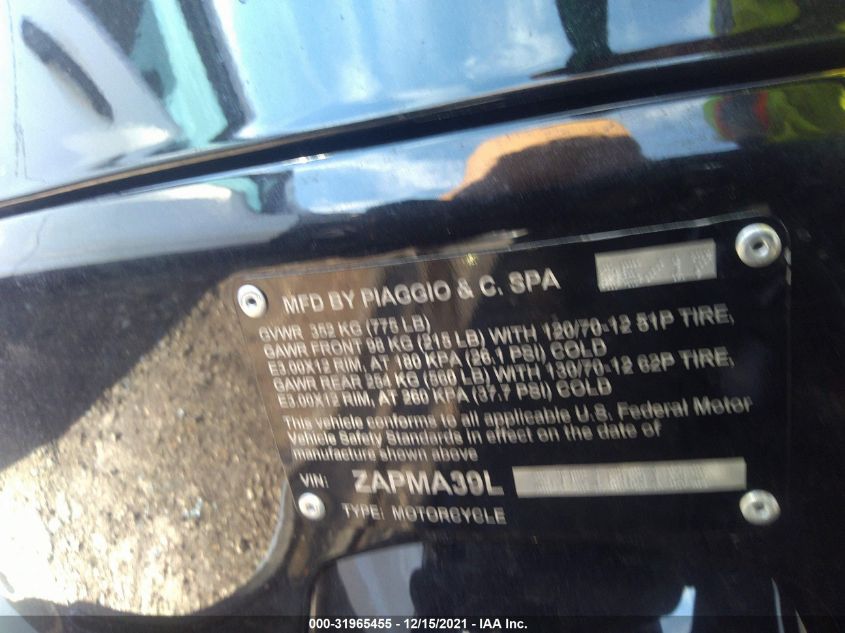 MFD BY PIAGGIO & C. SPA
GVWR 352 KG (775 LB)
GAWR FRONT 98 KG (215 LB) WITH 120/70-12 51P TIRE,
E3.00X12 RIM, AT 180 KPA (26.1 PSI) COLD
GAWR REAR 254 KG (560 LB) WITH 130/70-12 62P TIRE,
E3.00X12 RIM, AT 260 KPA (37.7 PSI) COLD
This vehicle conforms to all applicable U.S. Federal Motor
Vehicle Safety Standards in effect on the date of
manufacture shown above
VIN: ZAPMA39L
TYPE: MOTORCYCLE
000-31965455 - 12/15/2021 - IAA Inc.